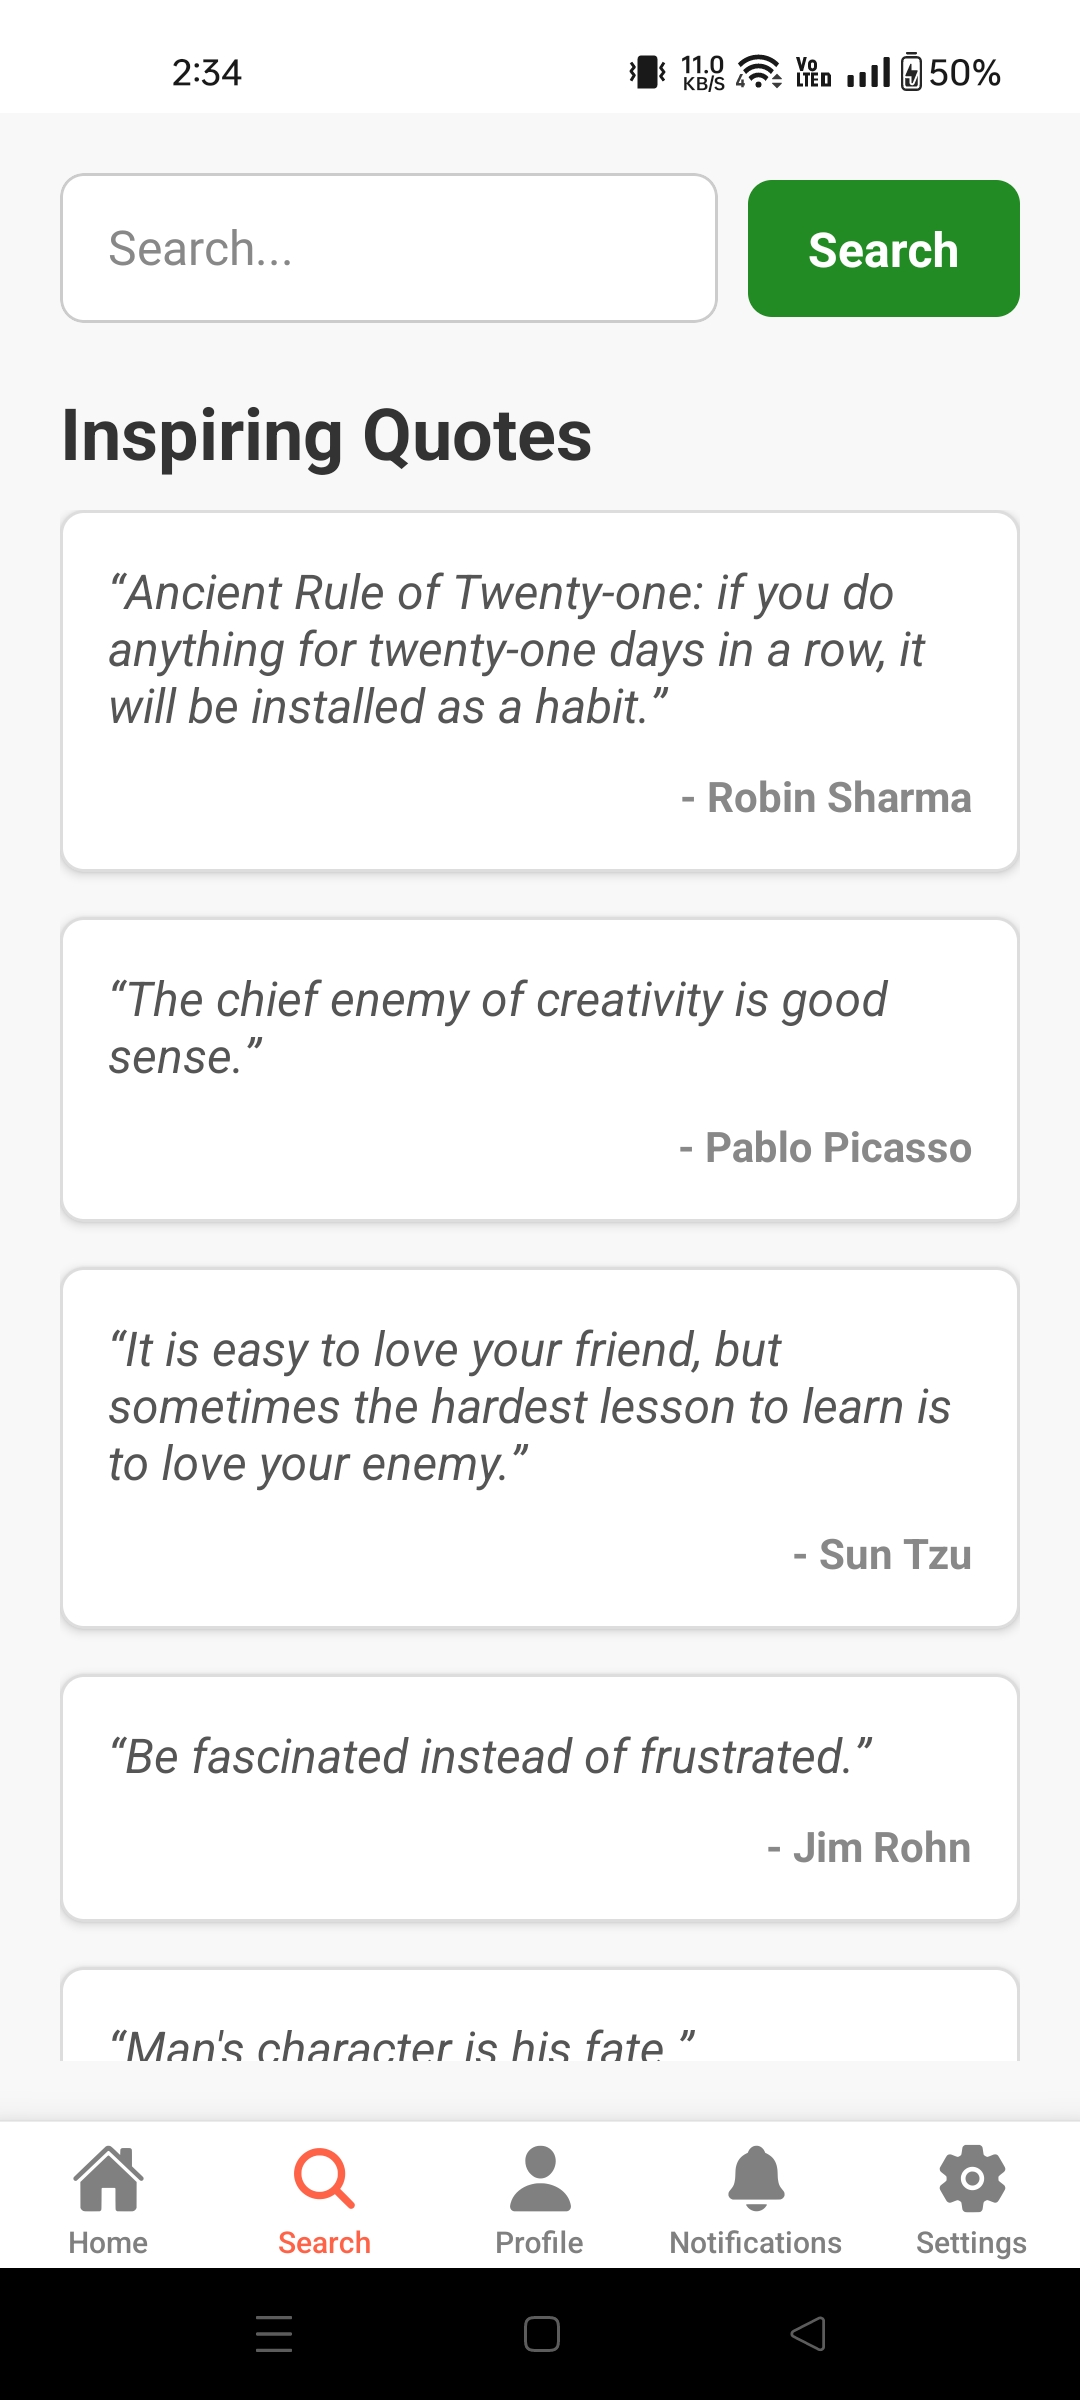 2:34
11.0
KB/S
4
Vo
LTED
50%
Search...
Search
Inspiring Quotes
“Ancient Rule of Twenty-one: if you do
anything for twenty-one days in a row, it
will be installed as a habit.”
- Robin Sharma
“The chief enemy of creativity is good
sense.”
- Pablo Picasso
“It is easy to love your friend, but
sometimes the hardest lesson to learn is
to love your enemy.”
- Sun Tzu
“Be fascinated instead of frustrated.”
- Jim Rohn
“Man's character is his fate.”
Home
Search
Profile
Notifications
Settings